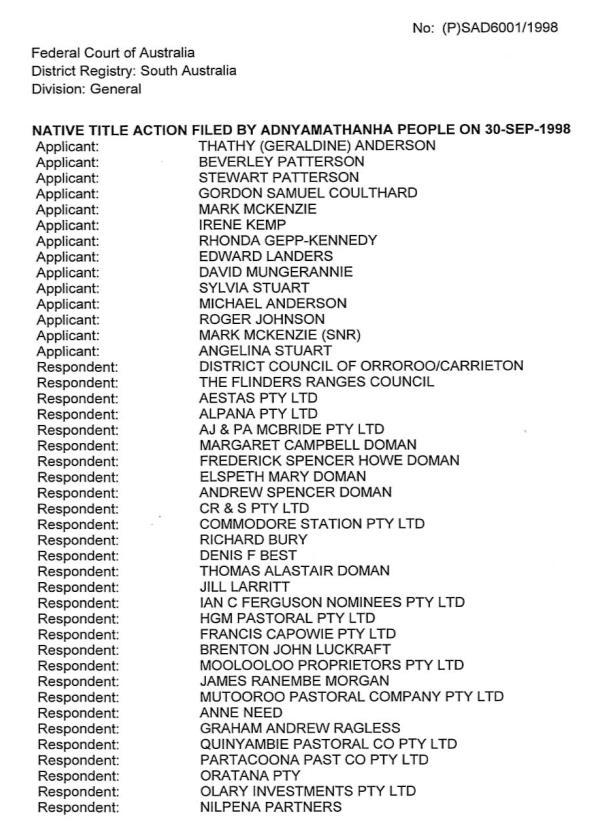 No: (P)SAD6001/1998
Federal Court of Australia
District Registry: South Australia
Division: General
NATIVE TITLE ACTION FILED BY ADNYAMATHANHA PEOPLE ON 30-SEP-1998
Applicant: THATHY (GERALDINE) ANDERSON
Applicant: BEVERLEY PATTERSON
Applicant: STEWART PATTERSON
Applicant: GORDON SAMUEL COULTHARD
Applicant: MARK MCKENZIE
Applicant: IRENE KEMP
Applicant: RHONDA GEPP-KENNEDY
Applicant: EDWARD LANDERS
Applicant: DAVID MUNGERANNIE
Applicant: SYLVIA STUART
Applicant: MICHAEL ANDERSON
Applicant: ROGER JOHNSON
Applicant: MARK MCKENZIE (SNR)
Applicant: ANGELINA STUART
Respondent: DISTRICT COUNCIL OF ORROROO/CARRIETON
Respondent: THE FLINDERS RANGES COUNCIL
Respondent: AESTAS PTY LTD
Respondent: ALPANA PTY LTD
Respondent: AJ & PA MCBRIDE PTY LTD
Respondent: MARGARET CAMPBELL DOMAN
Respondent: FREDERICK SPENCER HOWE DOMAN
Respondent: ELSPETH MARY DOMAN
Respondent: ANDREW SPENCER DOMAN
Respondent: CR & S PTY LTD
Respondent: COMMODORE STATION PTY LTD
Respondent: RICHARD BURY
Respondent: DENIS F BEST
Respondent: THOMAS ALASTAIR DOMAN
Respondent: JILL LARRITT
Respondent: IAN C FERGUSON NOMINEES PTY LTD
Respondent: HGM PASTORAL PTY LTD
Respondent: FRANCIS CAPOWIE PTY LTD
Respondent: BRENTON JOHN LUCKRAFT
Respondent: MOOLOOLOO PROPRIETORS PTY LTD
Respondent: JAMES RANEMBE MORGAN
Respondent: MUTOOROO PASTORAL COMPANY PTY LTD
Respondent: ANNE NEED
Respondent: GRAHAM ANDREW RAGLESS
Respondent: QUINYAMBIE PASTORAL CO PTY LTD
Respondent: PARTACOONA PAST CO PTY LTD
Respondent: ORATANA PTY
Respondent: OLARY INVESTMENTS PTY LTD
Respondent: NILPENA PARTNERS